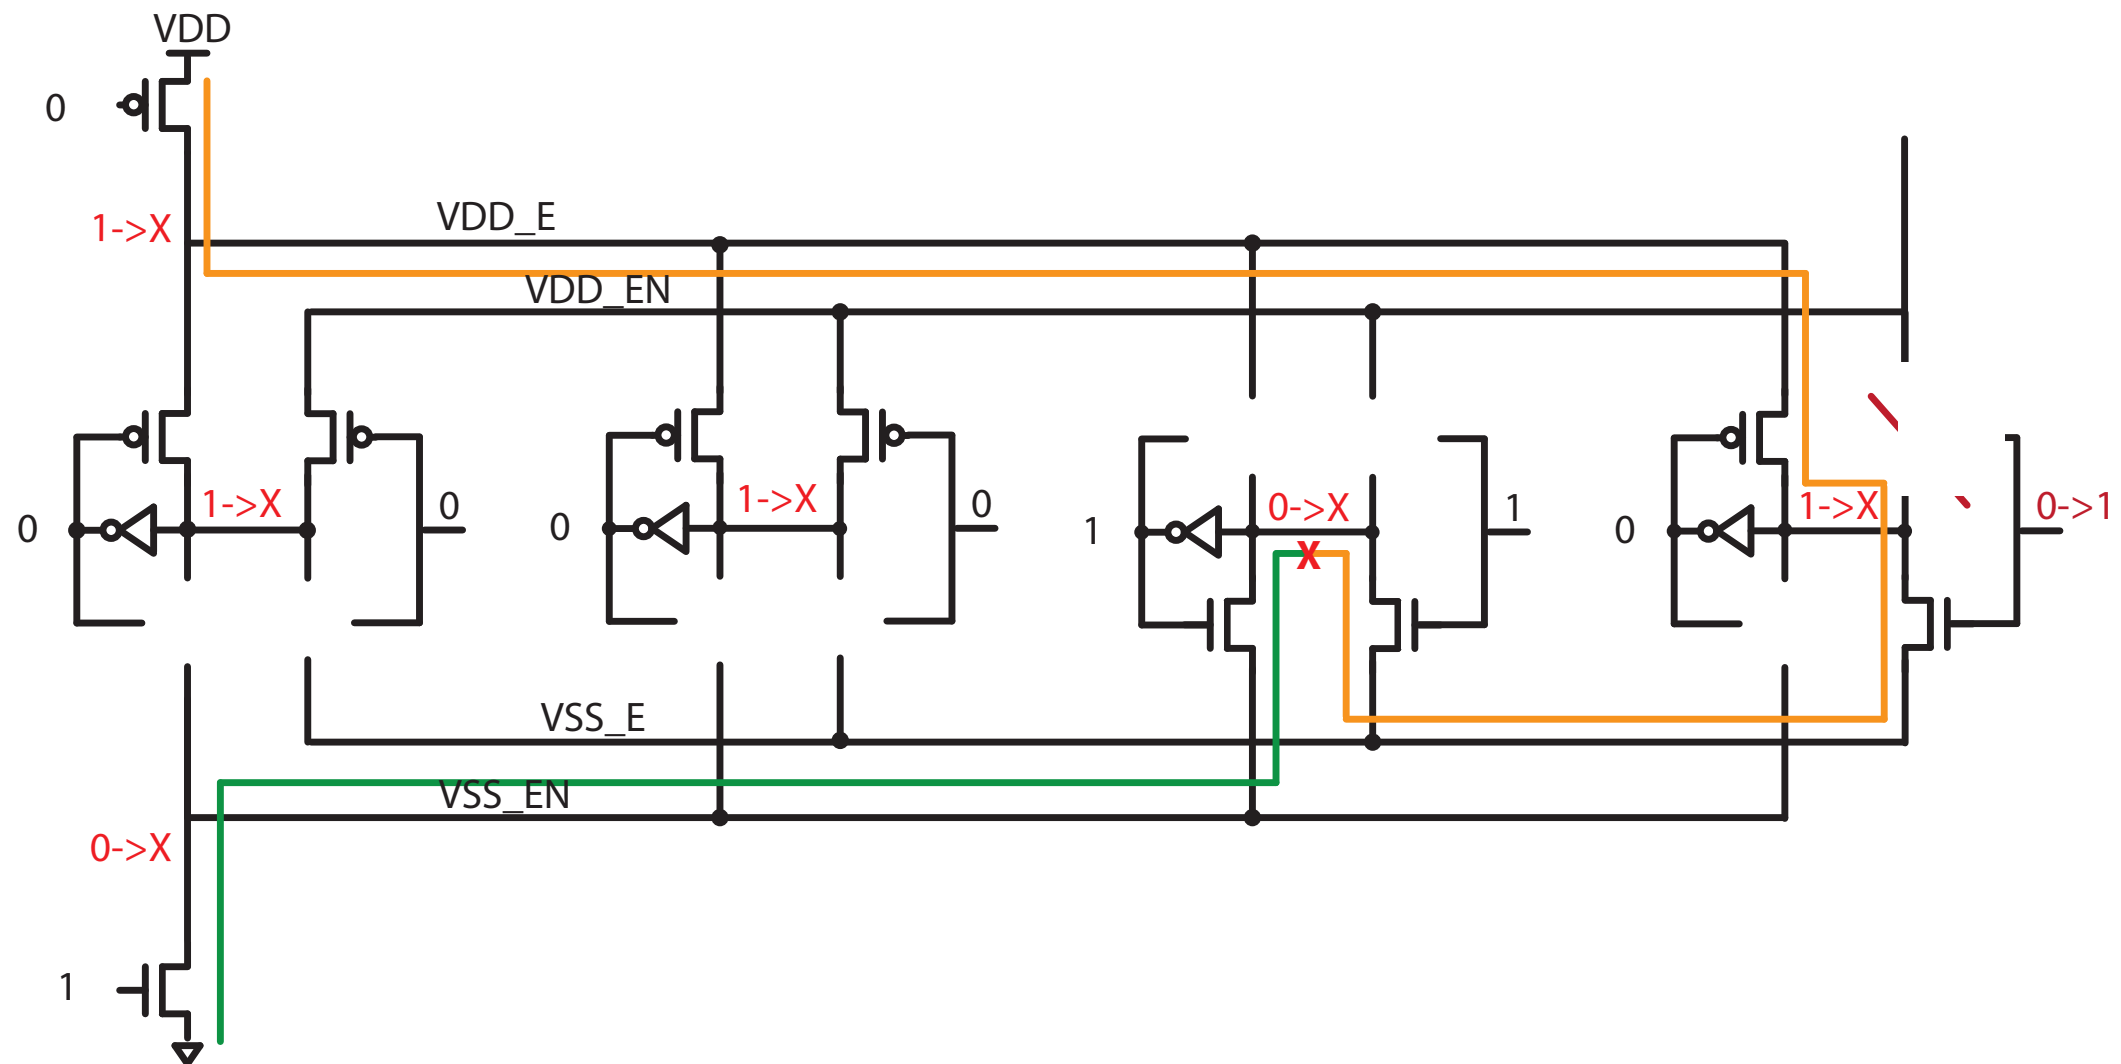 VDD
0
1->X
VDD_E
VDD_EN
0
1->X
0
0
1->X
0
1
0->X
1
X
0
1->X
0->1
VSS_E
VSS_EN
0->X
1